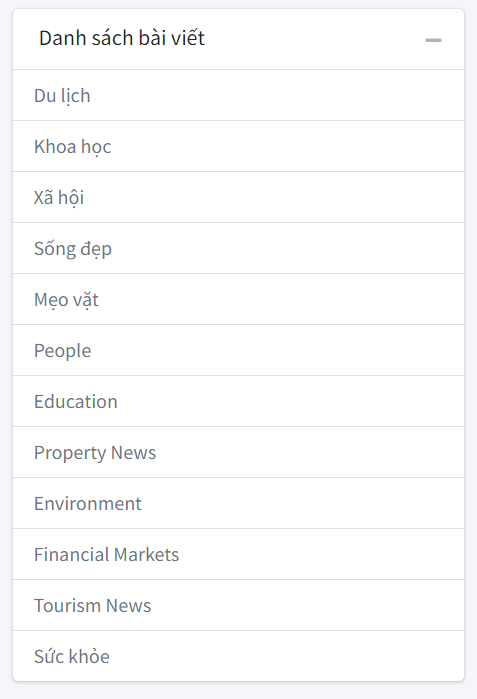 Danh sách bài viết
Du lịch
Khoa học
Xã hội
Sống đẹp
Mẹo vặt
People
Education
Property News
Environment
Financial Markets
Tourism News
Sức khỏe